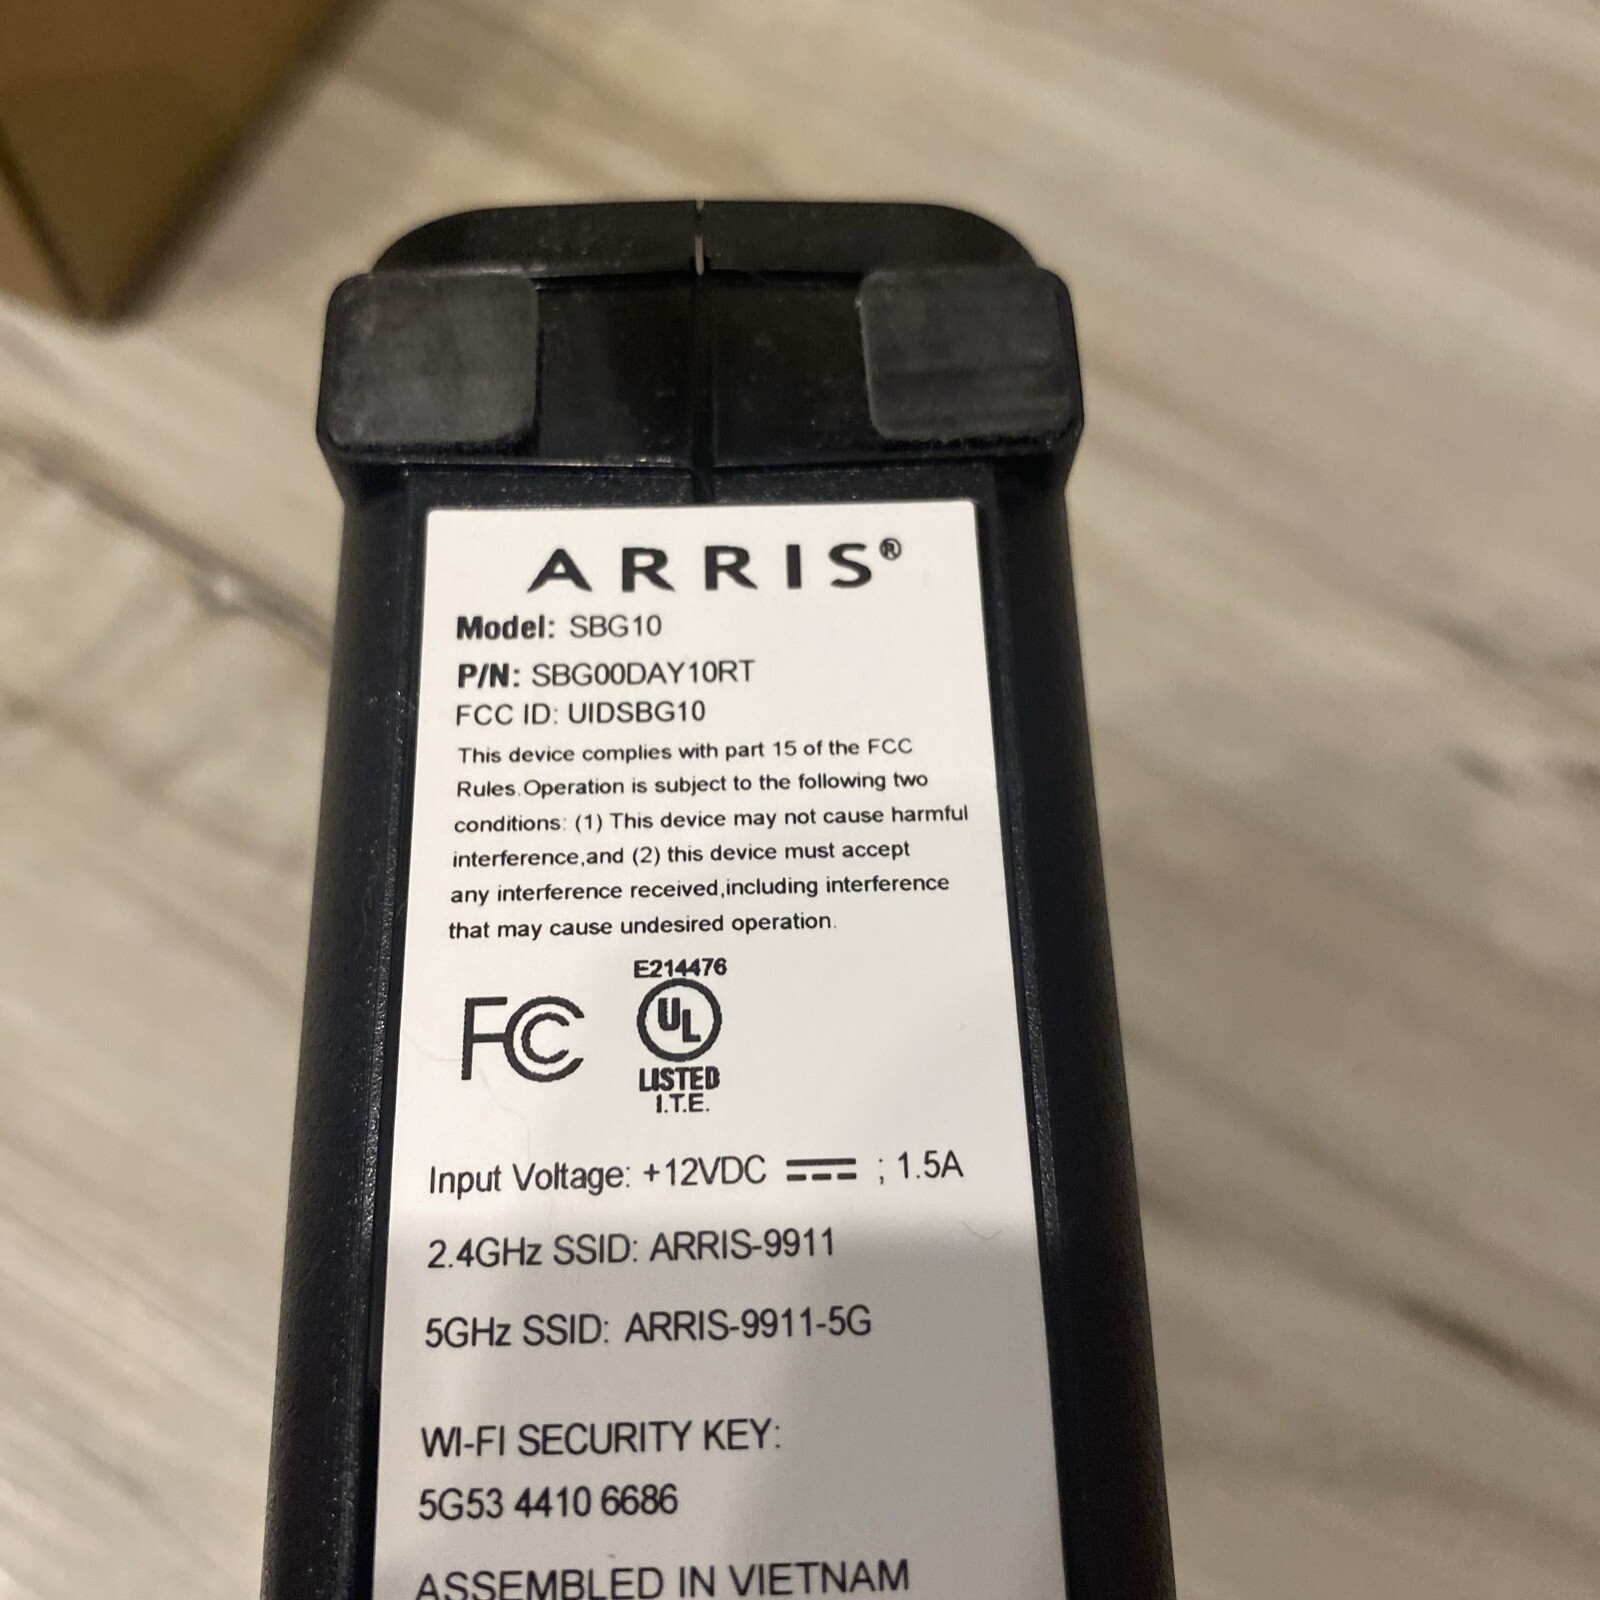 ARRIS®
Model: SBG10
P/N: SBG00DAY10RT
FCC ID: UIDSBG10
This device complies with part 15 of the FCC
Rules.Operation is subject to the following two
conditions: (1) This device may not cause harmful
interference,and (2) this device must accept
any interference received,including interference
that may cause undesired operation.
E214476
FC UL
LISTED
I.T.E.
Input Voltage: +12VDC ⎓ ; 1.5A
2.4GHz SSID: ARRIS-9911
5GHz SSID: ARRIS-9911-5G
WI-FI SECURITY KEY:
5G53 4410 6686
ASSEMBLED IN VIETNAM